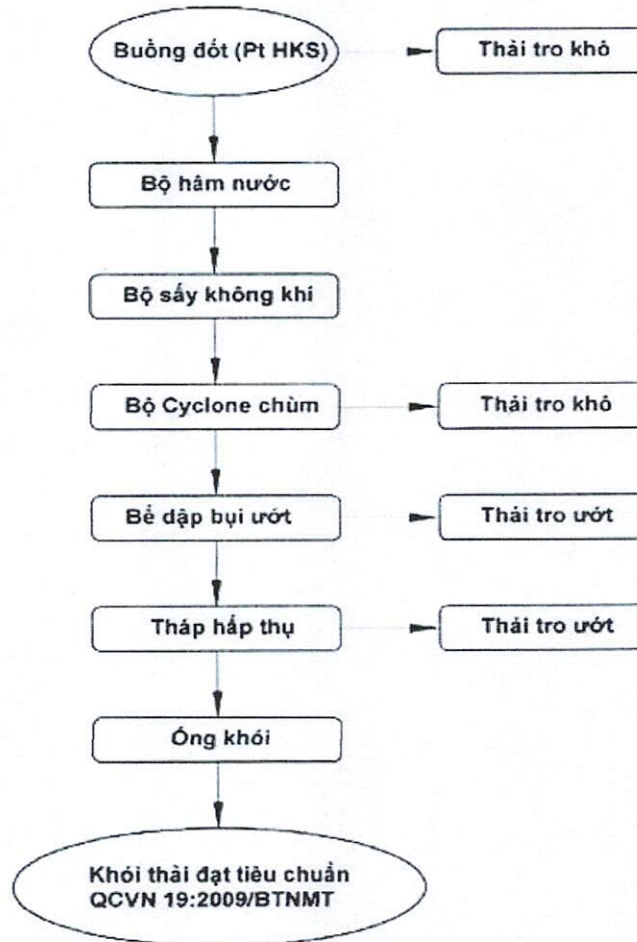 Buồng đốt (Pt HKS)
Thải tro khô
Bộ hâm nước
Bộ sấy không khí
Bộ Cyclone chùm
Thải tro khô
Bể dập bụi ướt
Thải tro ướt
Tháp hấp thụ
Thải tro ướt
Ống khói
Khói thải đạt tiêu chuẩn
QCVN 19:2009/BTNMT